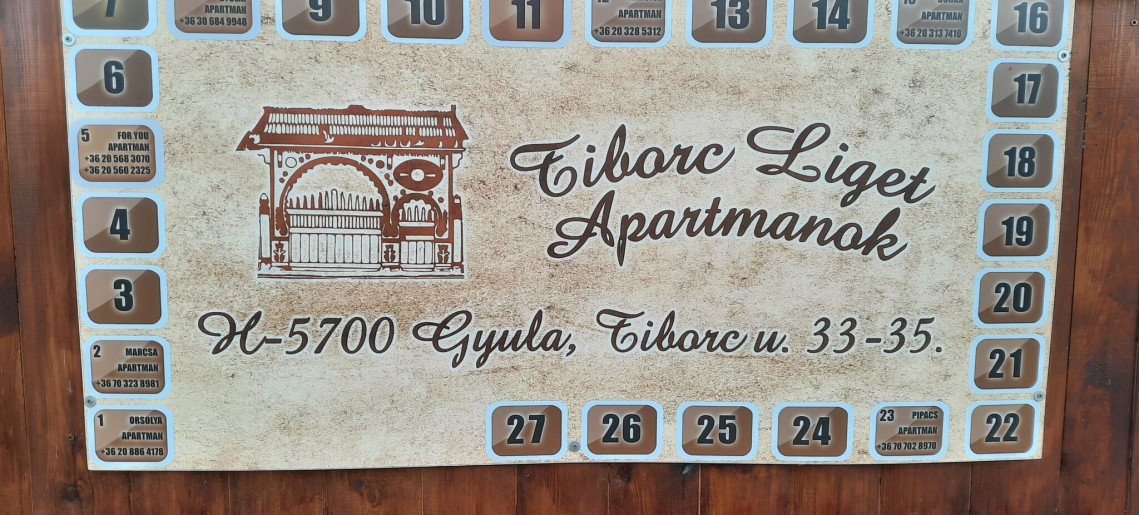 7
APARTMAN
+36 30 684 9948
9
10
11
APARTMAN
+36 20 328 5312
13
14
APARTMAN
+36 20 313 7410
16
6
17
5 FOR YOU
APARTMAN
+36 20 568 3070
+36 20 560 2325
18
4
19
3
20
2 MARCSA
APARTMAN
+36 70 323 8981
21
1 ORSOLYA
APARTMAN
+36 20 886 4178
27
26
25
24
23 PIPACS
APARTMAN
+36 70 702 8970
22
Tiborc Liget
Apartmanok
H-5700 Gyula, Tiborc u. 33-35.